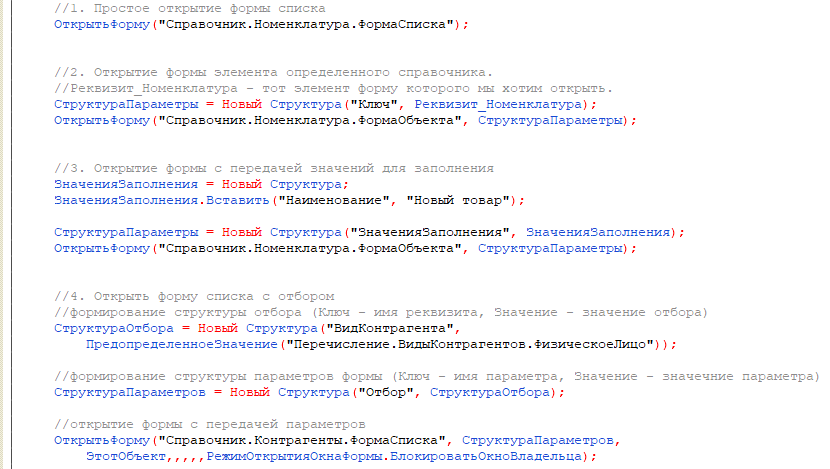 //1. Простое открытие формы списка
ОткрытьФорму("Справочник.Номенклатура.ФормаСписка");
//2. Открытие формы элемента определенного справочника.
//Реквизит_Номенклатура - тот элемент форму которого мы хотим открыть.
СтруктураПараметры = Новый Структура("Ключ", Реквизит_Номенклатура);
ОткрытьФорму("Справочник.Номенклатура.ФормаОбъекта", СтруктураПараметры);
//3. Открытие формы с передачей значений для заполнения
ЗначенияЗаполнения = Новый Структура;
ЗначенияЗаполнения.Вставить("Наименование", "Новый товар");
СтруктураПараметры = Новый Структура("ЗначенияЗаполнения", ЗначенияЗаполнения);
ОткрытьФорму("Справочник.Номенклатура.ФормаОбъекта", СтруктураПараметры);
//4. Открыть форму списка с отбором
//формирование структуры отбора (Ключ - имя реквизита, Значение - значение отбора)
СтруктураОтбора = Новый Структура("ВидКонтрагента",
ПредопределенноеЗначение("Перечисление.ВидыКонтрагентов.ФизическоеЛицо"));
//формирование структуры параметров формы (Ключ - имя параметра, Значение - значечние параметра)
СтруктураПараметров = Новый Структура("Отбор", СтруктураОтбора);
//открытие формы с передачей параметров
ОткрытьФорму("Справочник.Контрагенты.ФормаСписка", СтруктураПараметров,
ЭтотОбъект,,,,,РежимОткрытияОкнаФормы.БлокироватьОкноВладельца);